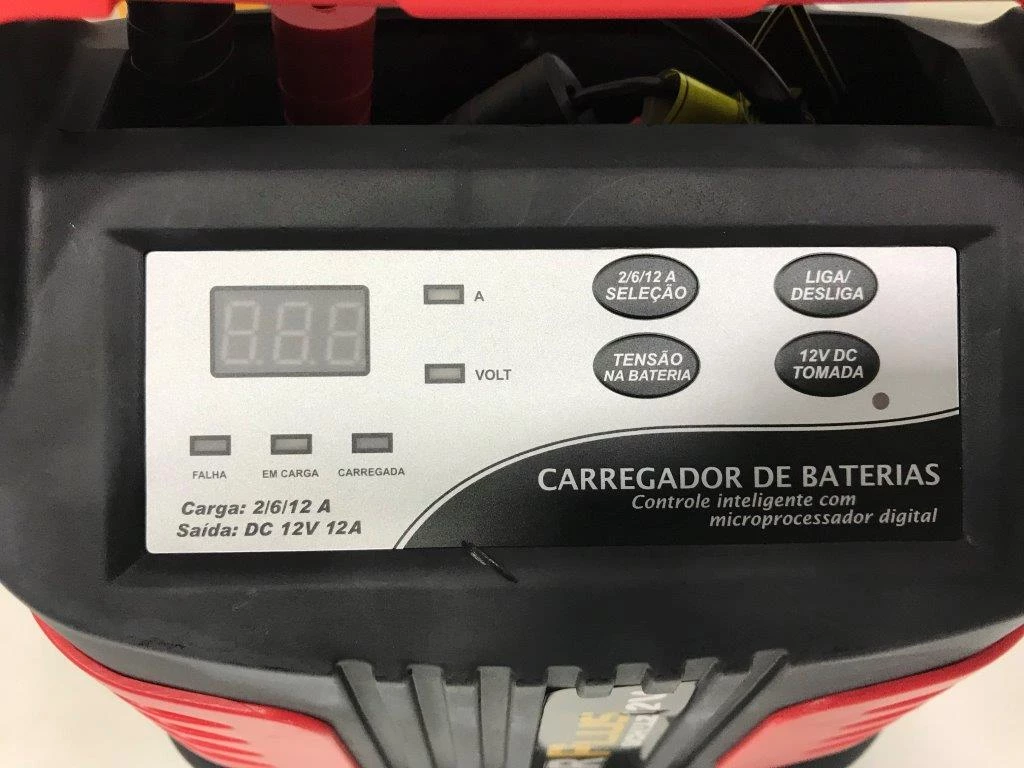 A
VOLT
2/6/12 A
SELEÇÃO
LIGA/
DESLIGA
TENSÃO
NA BATERIA
12V DC
TOMADA
FALHA
EM CARGA
CARREGADA
Carga: 2/6/12 A
Saída: DC 12V 12A
CARREGADOR DE BATERIAS
Controle inteligente com
microprocessador digital
PLUS